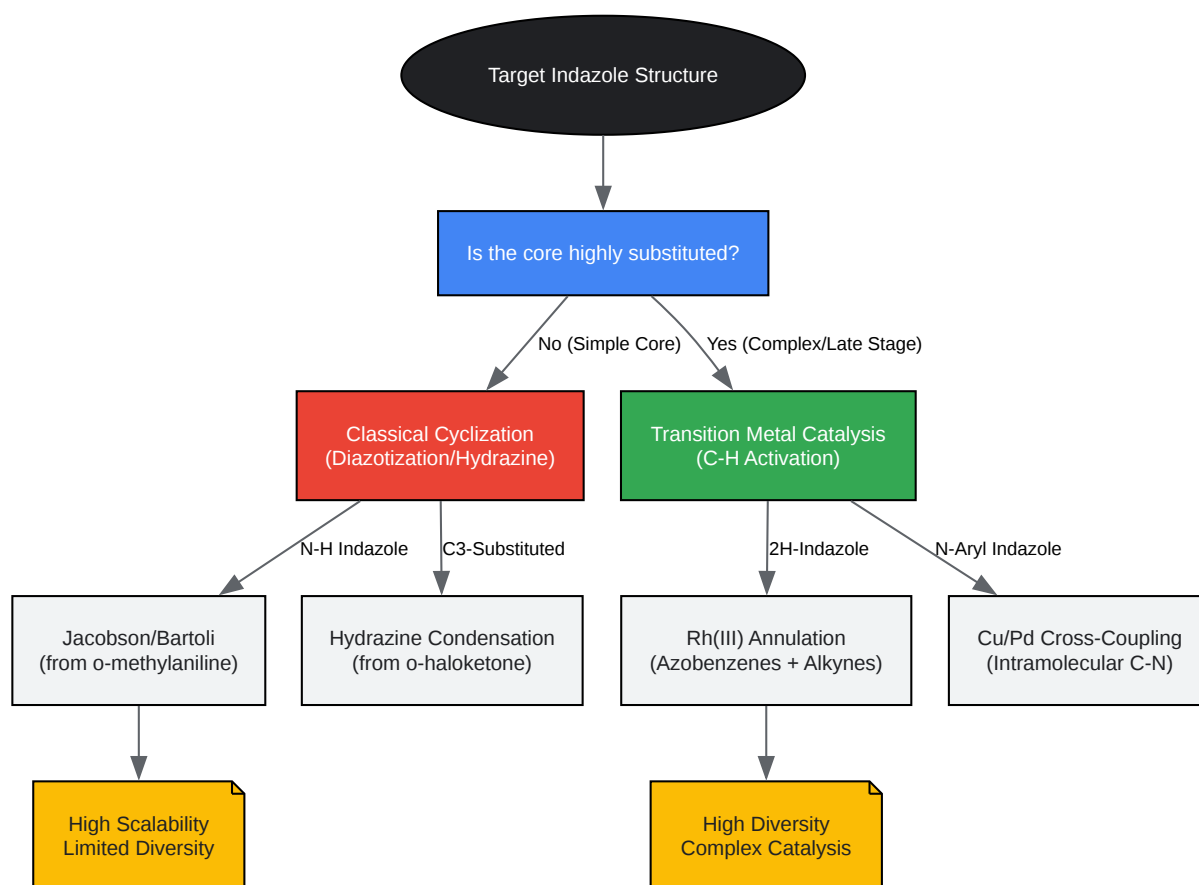 Target Indazole Structure
Is the core highly substituted?
No (Simple Core)
Yes (Complex/Late Stage)
Classical Cyclization
(Diazotization/Hydrazine)
Transition Metal Catalysis
(C-H Activation)
N-H Indazole
C3-Substituted
2H-Indazole
N-Aryl Indazole
Jacobson/Bartoli
(from o-methylaniline)
Hydrazine Condensation
(from o-haloketone)
Rh(III) Annulation
(Azobenzenes + Alkynes)
Cu/Pd Cross-Coupling
(Intramolecular C-N)
High Scalability
Limited Diversity
High Diversity
Complex Catalysis